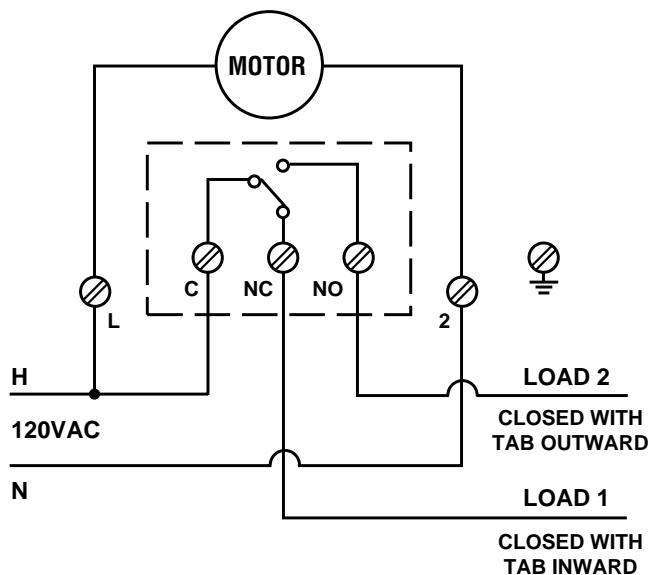 MOTOR
C
NC
NO
L
2
H
120VAC
N
LOAD 2
CLOSED WITH
TAB OUTWARD
LOAD 1
CLOSED WITH
TAB INWARD